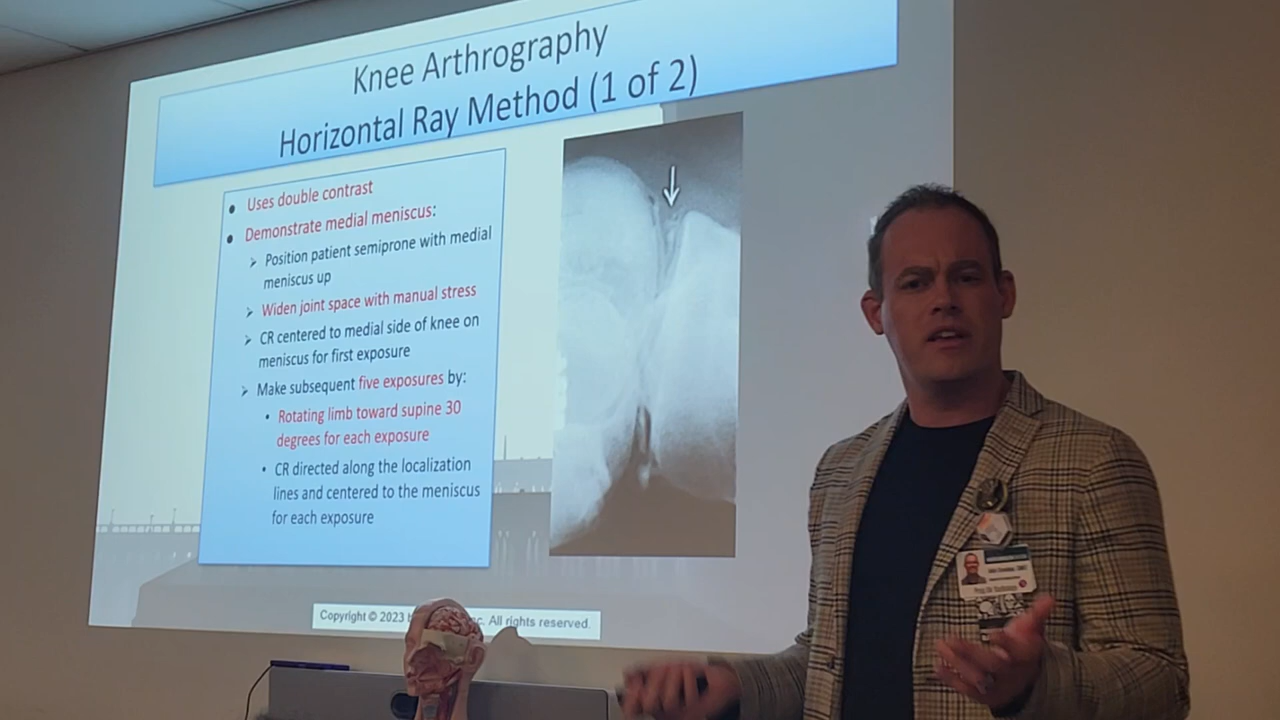 Knee Arthrography
Horizontal Ray Method (1 of 2)
• Uses double contrast
• Demonstrate medial meniscus:
➢ Position patient semiprone with medial
meniscus up
➢ Widen joint space with manual stress
➢ CR centered to medial side of knee on
meniscus for first exposure
➢ Make subsequent five exposures by:
• Rotating limb toward supine 30
degrees for each exposure
• CR directed along the localization
lines and centered to the meniscus
for each exposure
Copyright © 2023 All rights reserved.